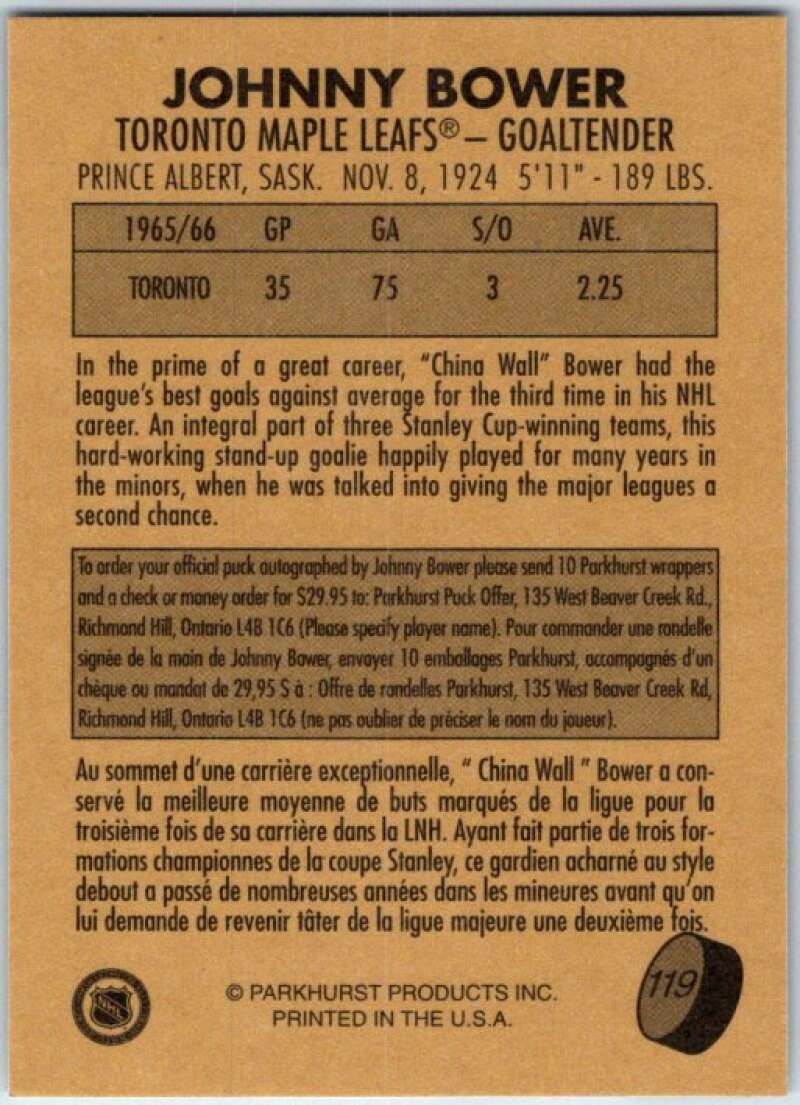 JOHNNY BOWER
TORONTO MAPLE LEAFS® – GOALTENDER
PRINCE ALBERT, SASK. NOV. 8, 1924 5'11" - 189 LBS.
1965/66 GP GA S/O AVE.
TORONTO 35 75 3 2.25
In the prime of a great career, "China Wall" Bower had the
league's best goals against average for the third time in his NHL
career. An integral part of three Stanley Cup-winning teams, this
hard-working stand-up goalie happily played for many years in
the minors, when he was talked into giving the major leagues a
second chance.
To order your official puck autographed by Johnny Bower please send 10 Parkhurst wrappers
and a check or money order for $29.95 to: Parkhurst Puck Offer, 135 West Beaver Creek Rd.,
Richmond Hill, Ontario L4B 1C6 (Please specify player name). Pour commander une rondelle
signée de la main de Johnny Bower, envoyer 10 emballages Parkhurst, accompagnés d'un
chèque ou mandat de 29,95 $ à : Offre de rondelles Parkhurst, 135 West Beaver Creek Rd,
Richmond Hill, Ontario L4B 1C6 (ne pas oublier de préciser le nom du joueur).
Au sommet d'une carrière exceptionnelle, " China Wall " Bower a con-
servé la meilleure moyenne de buts marqués de la ligue pour la
troisième fois de sa carrière dans la LNH. Ayant fait partie de trois for-
mations championnes de la coupe Stanley, ce gardien acharné au style
debout a passé de nombreuses années dans les mineures avant qu'on
lui demande de revenir tâter de la ligue majeure une deuxième fois.
119
NHL
© PARKHURST PRODUCTS INC.
PRINTED IN THE U.S.A.